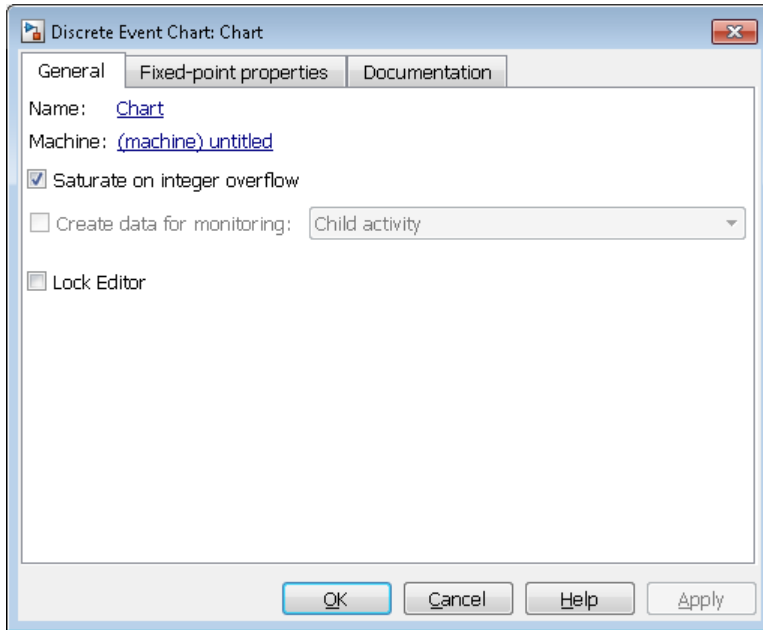 Discrete Event Chart: Chart
General Fixed-point properties Documentation
Name: Chart
Machine: (machine) untitled
Saturate on integer overflow
Create data for monitoring: Child activity
Lock Editor
OK Cancel Help Apply